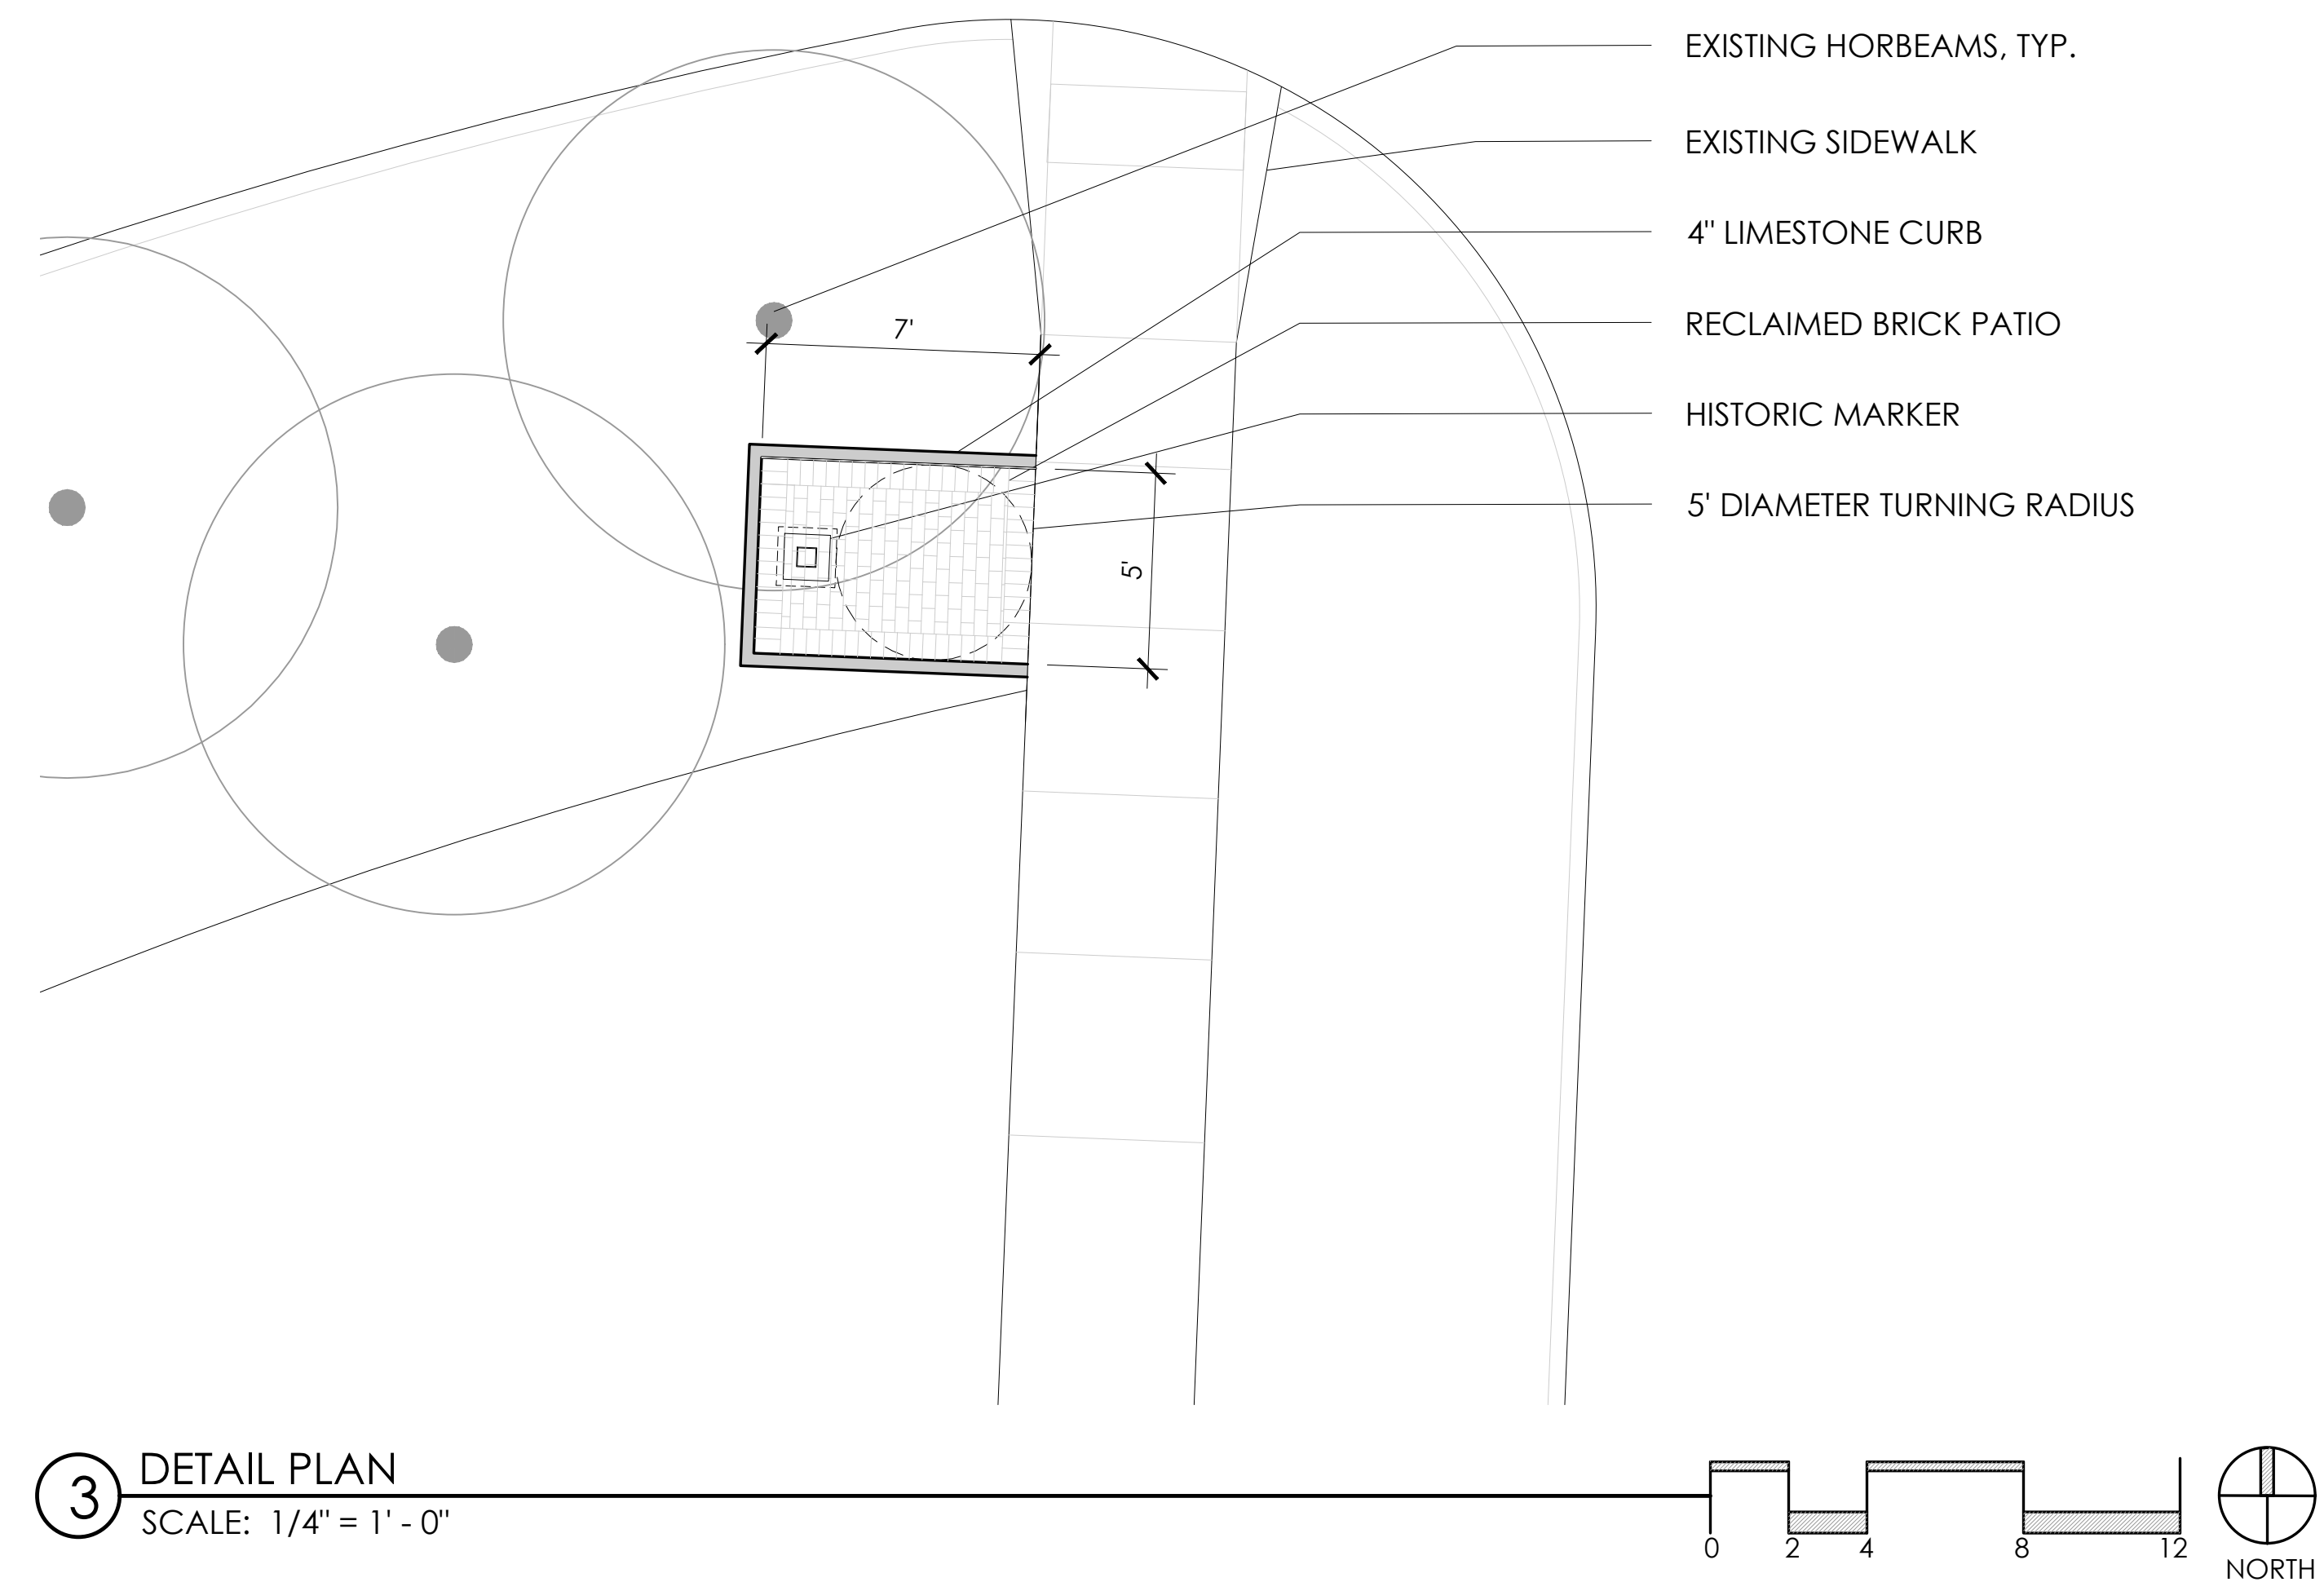 EXISTING HORBEAMS, TYP.
EXISTING SIDEWALK
4" LIMESTONE CURB
RECLAIMED BRICK PATIO
HISTORIC MARKER
5' DIAMETER TURNING RADIUS
7'
5'
3
DETAIL PLAN
SCALE: 1/4" = 1' - 0"
0 2 4 8 12
NORTH